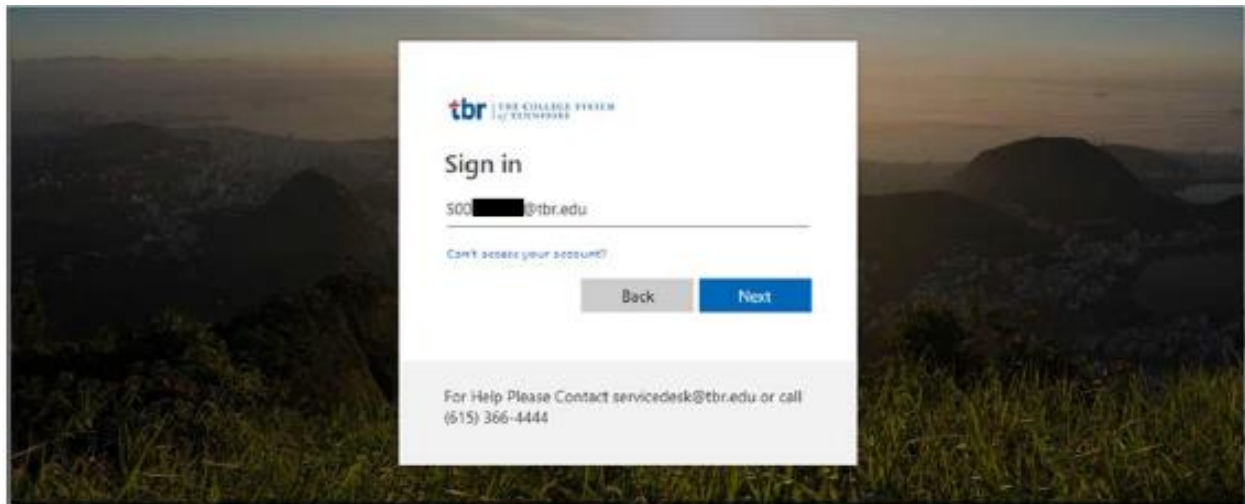 tbr | THE COLLEGE SYSTEM
of TENNESSEE
Sign in
500 @tbr.edu
Can't access your account?
Back Next
For Help Please Contact servicedesk@tbr.edu or call
(615) 366-4444